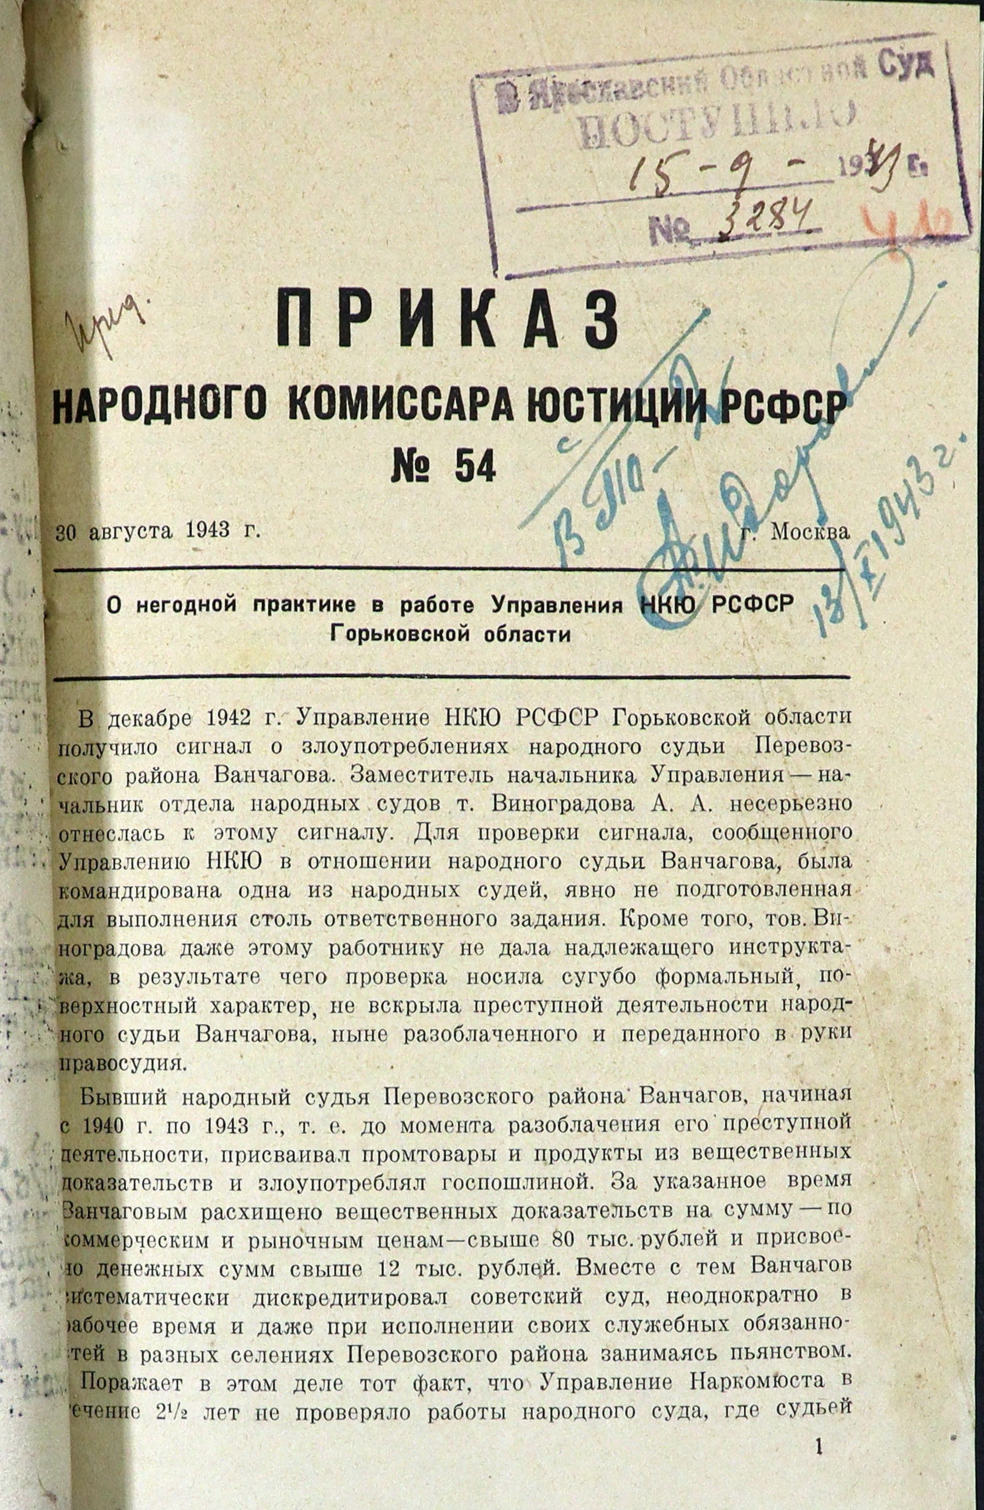 В Ярославский Областной Суд
ПОСТУПИЛО
15 - 9 - 1943 г.
№ 3284
ПРИКАЗ
НАРОДНОГО КОМИССАРА ЮСТИЦИИ РСФСР
№ 54
30 августа 1943 г. г. Москва
13/XI 1943 г.
О негодной практике в работе Управления НКЮ РСФСР
Горьковской области
В декабре 1942 г. Управление НКЮ РСФСР Горьковской области
получило сигнал о злоупотреблениях народного судьи Перевоз-
ского района Ванчагова. Заместитель начальника Управления — на-
чальник отдела народных судов т. Виноградова А. А. несерьезно
отнеслась к этому сигналу. Для проверки сигнала, сообщенного
Управлению НКЮ в отношении народного судьи Ванчагова, была
командирована одна из народных судей, явно не подготовленная
для выполнения столь ответственного задания. Кроме того, тов. Ви-
ноградова даже этому работнику не дала надлежащего инструкта-
жа, в результате чего проверка носила сугубо формальный, по-
верхностный характер, не вскрыла преступной деятельности народ-
ного судьи Ванчагова, ныне разоблаченного и переданного в руки
правосудия.
Бывший народный судья Перевозского района Ванчагов, начиная
с 1940 г. по 1943 г., т. е. до момента разоблачения его преступной
деятельности, присваивал промтовары и продукты из вещественных
доказательств и злоупотреблял госпошлиной. За указанное время
Ванчаговым расхищено вещественных доказательств на сумму — по
коммерческим и рыночным ценам — свыше 80 тыс. рублей и присвое-
но денежных сумм свыше 12 тыс. рублей. Вместе с тем Ванчагов
систематически дискредитировал советский суд, неоднократно в
рабочее время и даже при исполнении своих служебных обязанно-
стей в разных селениях Перевозского района занимаясь пьянством.
Поражает в этом деле тот факт, что Управление Наркомюста в
течение 2½ лет не проверяло работы народного суда, где судьей
1